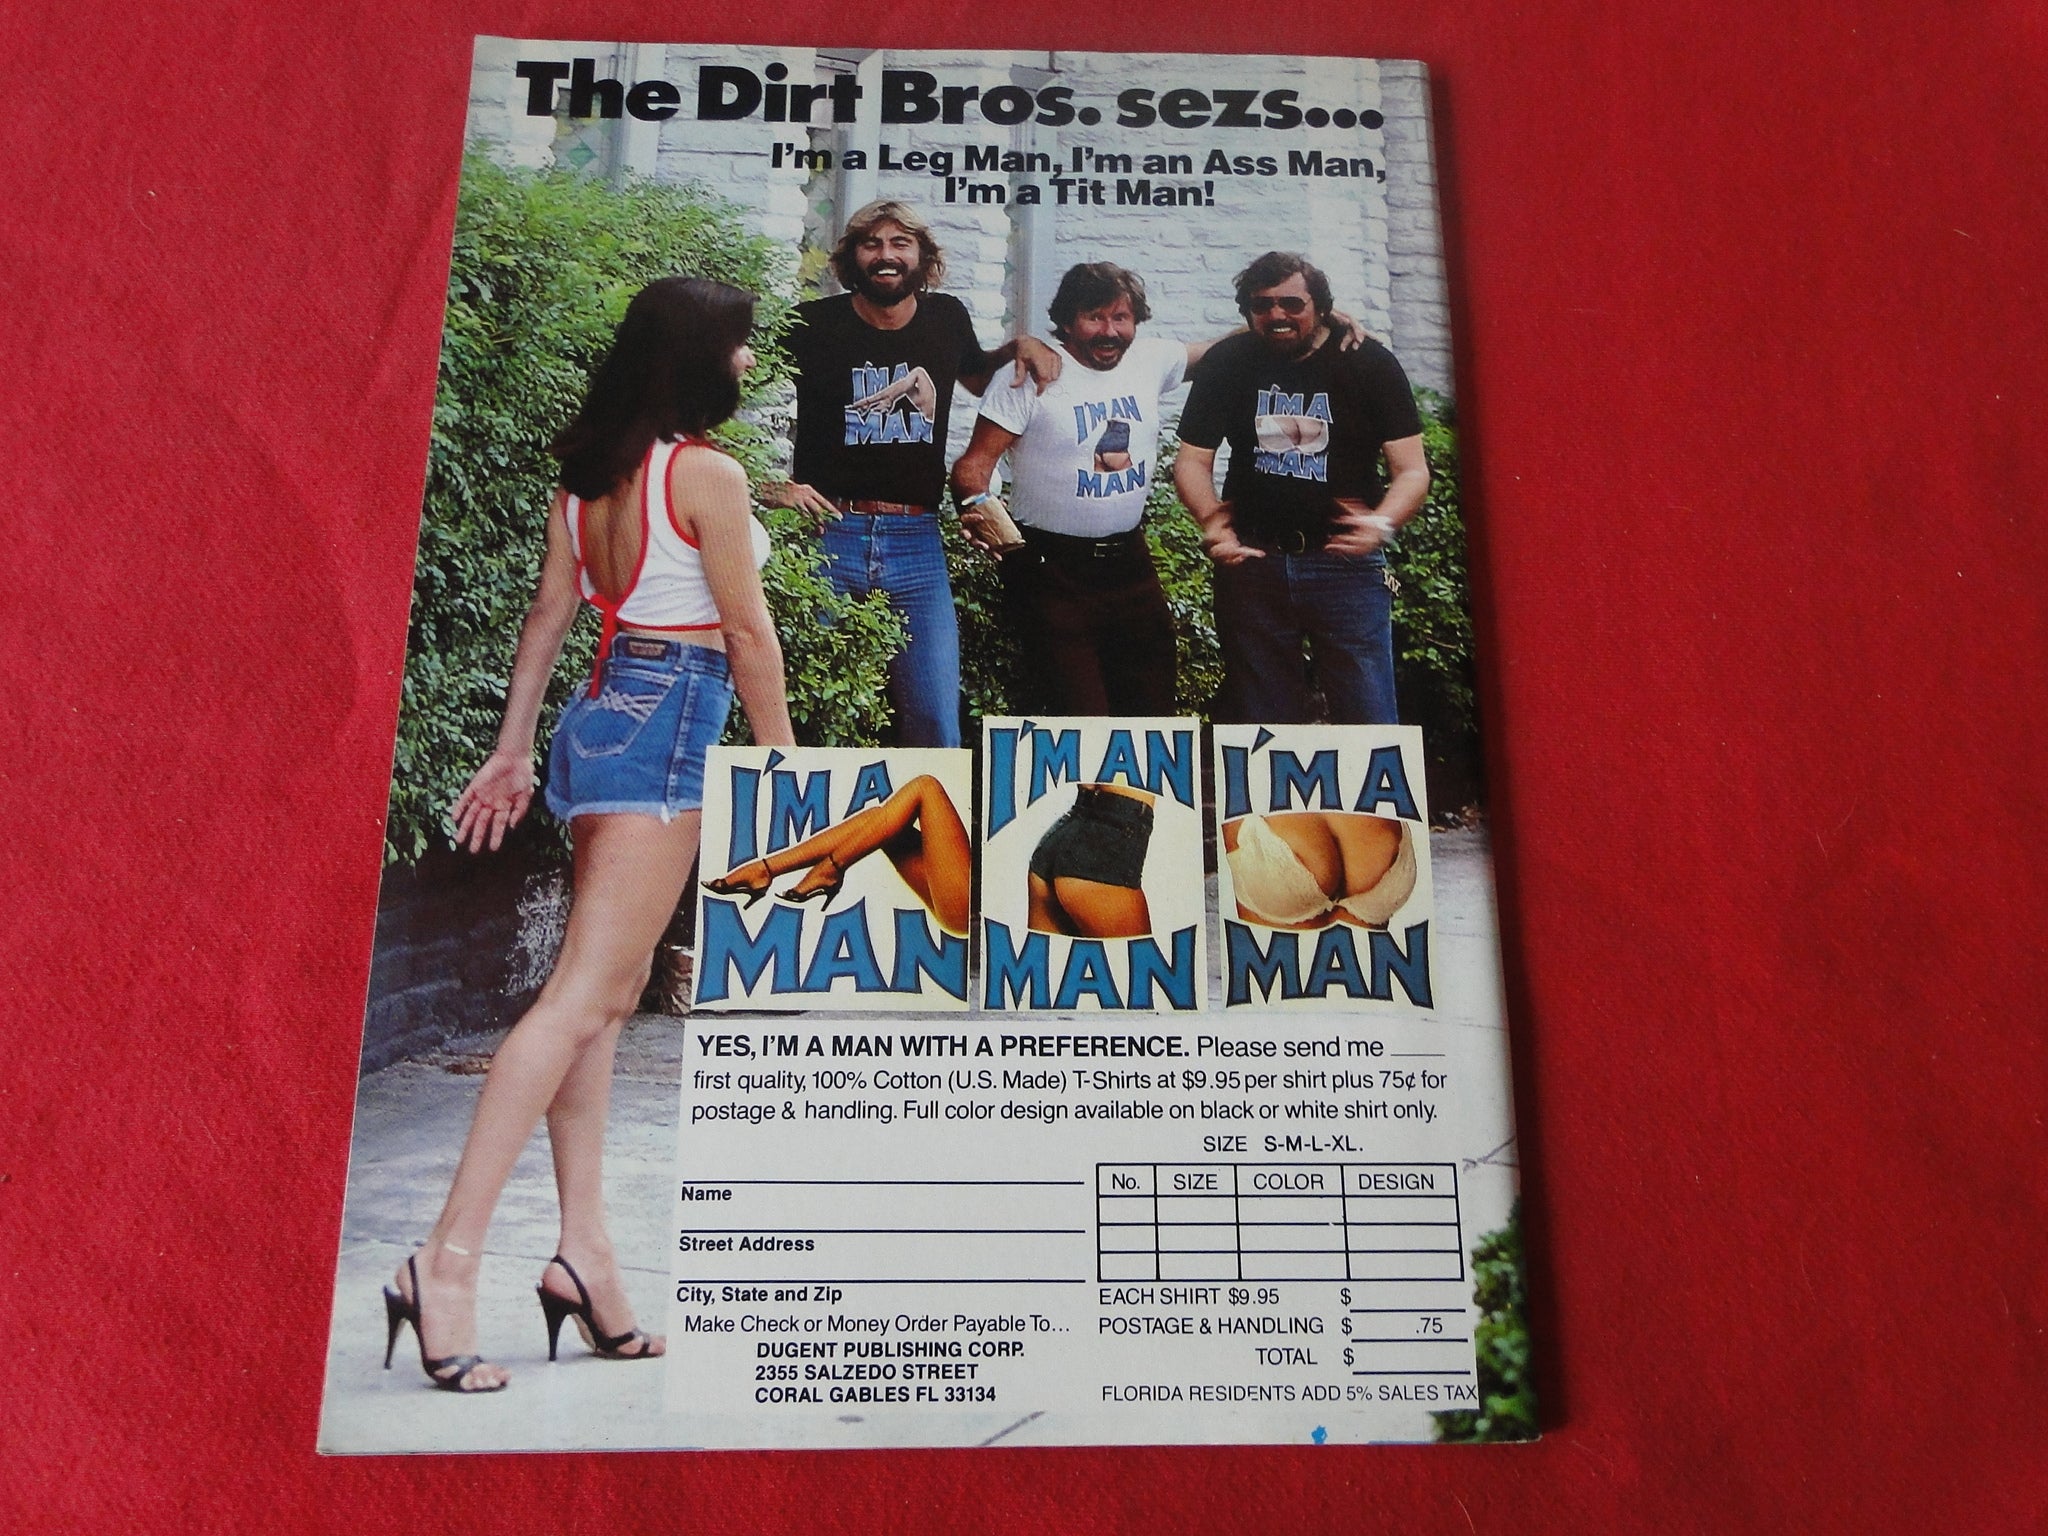 The Dirt Bros. sezs...
I'm a Leg Man, I'm an Ass Man,
I'm a Tit Man!
I'M A
MAN
I'M AN
MAN
I'M A
MAN
I'M A
MAN
I'M AN
MAN
I'M A
MAN
YES, I'M A MAN WITH A PREFERENCE. Please send me ____
first quality, 100% Cotton (U.S. Made) T-Shirts at $9.95 per shirt plus 75¢ for
postage & handling. Full color design available on black or white shirt only.
SIZE S-M-L-XL.
No. SIZE COLOR DESIGN
Name
Street Address
City, State and Zip
Make Check or Money Order Payable To...
DUGENT PUBLISHING CORP.
2355 SALZEDO STREET
CORAL GABLES FL 33134
EACH SHIRT $9.95 $
POSTAGE & HANDLING $ .75
TOTAL $
FLORIDA RESIDENTS ADD 5% SALES TAX